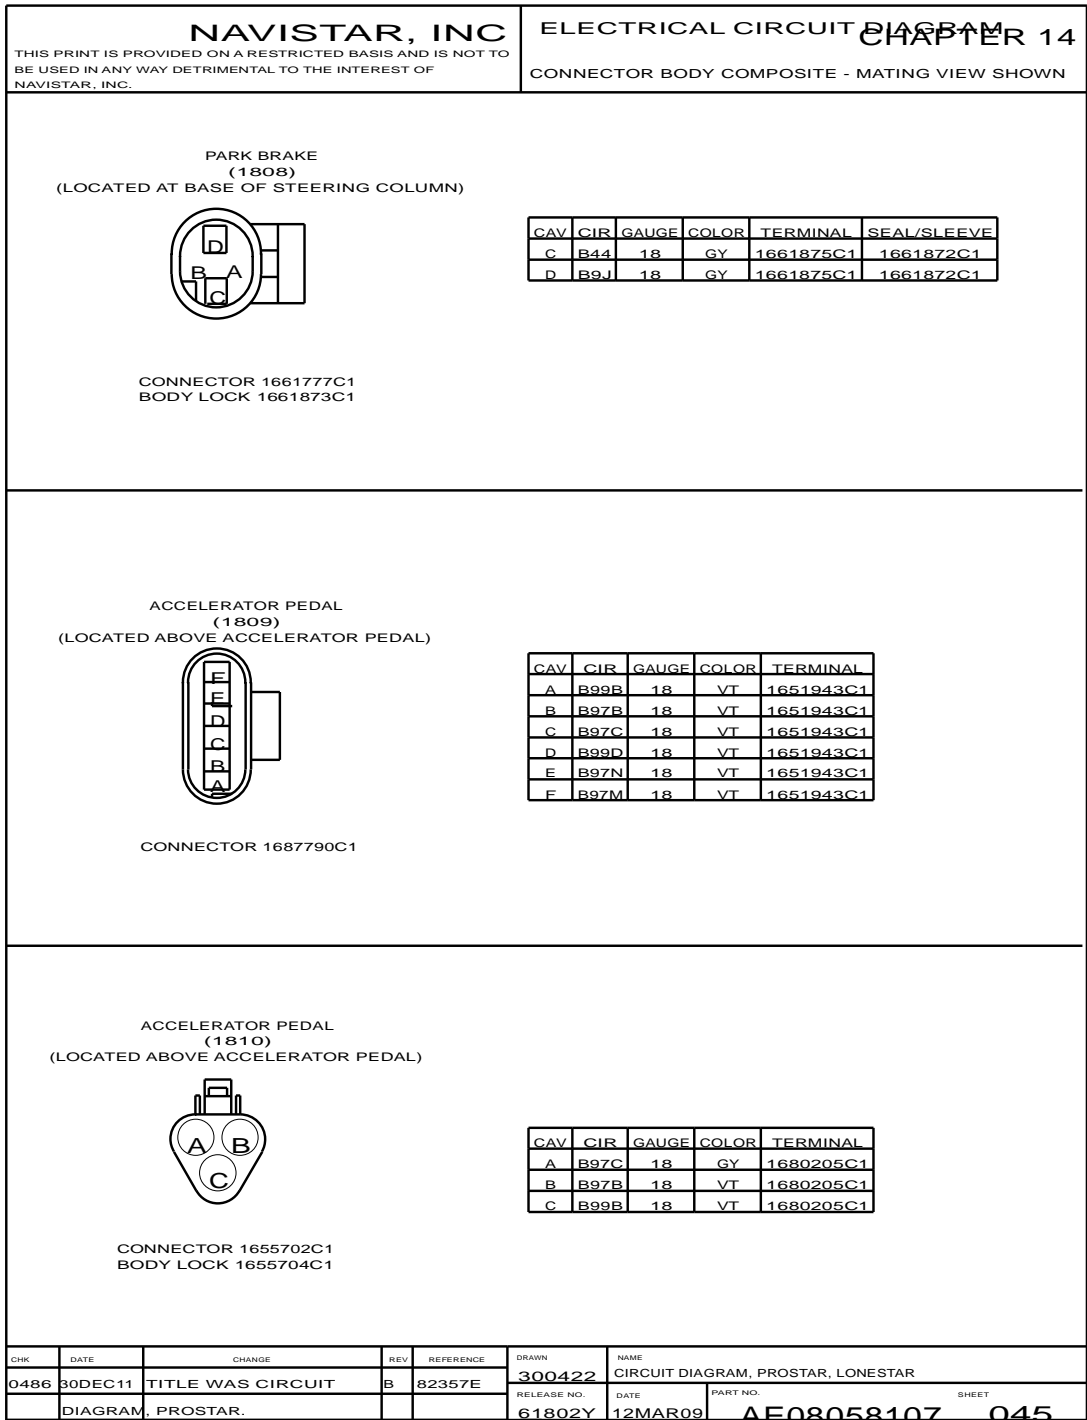 NAVISTAR, INC
THIS PRINT IS PROVIDED ON A RESTRICTED BASIS AND IS NOT TO
BE USED IN ANY WAY DETRIMENTAL TO THE INTEREST OF
NAVISTAR, INC.
ELECTRICAL CIRCUIT DIAGRAM
CHAPTER 14
CONNECTOR BODY COMPOSITE - MATING VIEW SHOWN
PARK BRAKE
(1808)
(LOCATED AT BASE OF STEERING COLUMN)
D
B A
C
CONNECTOR 1661777C1
BODY LOCK 1661873C1
CAV CIR GAUGE COLOR TERMINAL SEAL/SLEEVE
C B44 18 GY 1661875C1 1661872C1
D B9J 18 GY 1661875C1 1661872C1
ACCELERATOR PEDAL
(1809)
(LOCATED ABOVE ACCELERATOR PEDAL)
F
E
D
C
B
A
CONNECTOR 1687790C1
CAV CIR GAUGE COLOR TERMINAL
A B99B 18 VT 1651943C1
B B97B 18 VT 1651943C1
C B97C 18 VT 1651943C1
D B99D 18 VT 1651943C1
E B97N 18 VT 1651943C1
F B97M 18 VT 1651943C1
ACCELERATOR PEDAL
(1810)
(LOCATED ABOVE ACCELERATOR PEDAL)
A B
C
CONNECTOR 1655702C1
BODY LOCK 1655704C1
CAV CIR GAUGE COLOR TERMINAL
A B97C 18 GY 1680205C1
B B97B 18 VT 1680205C1
C B99B 18 VT 1680205C1
CHK DATE CHANGE REV REFERENCE
0486 30DEC11 TITLE WAS CIRCUIT B 82357E
DIAGRAM, PROSTAR.
DRAWN NAME
300422 CIRCUIT DIAGRAM, PROSTAR, LONESTAR
RELEASE NO. DATE PART NO. SHEET
61802Y 12MAR09 AE08058107 045